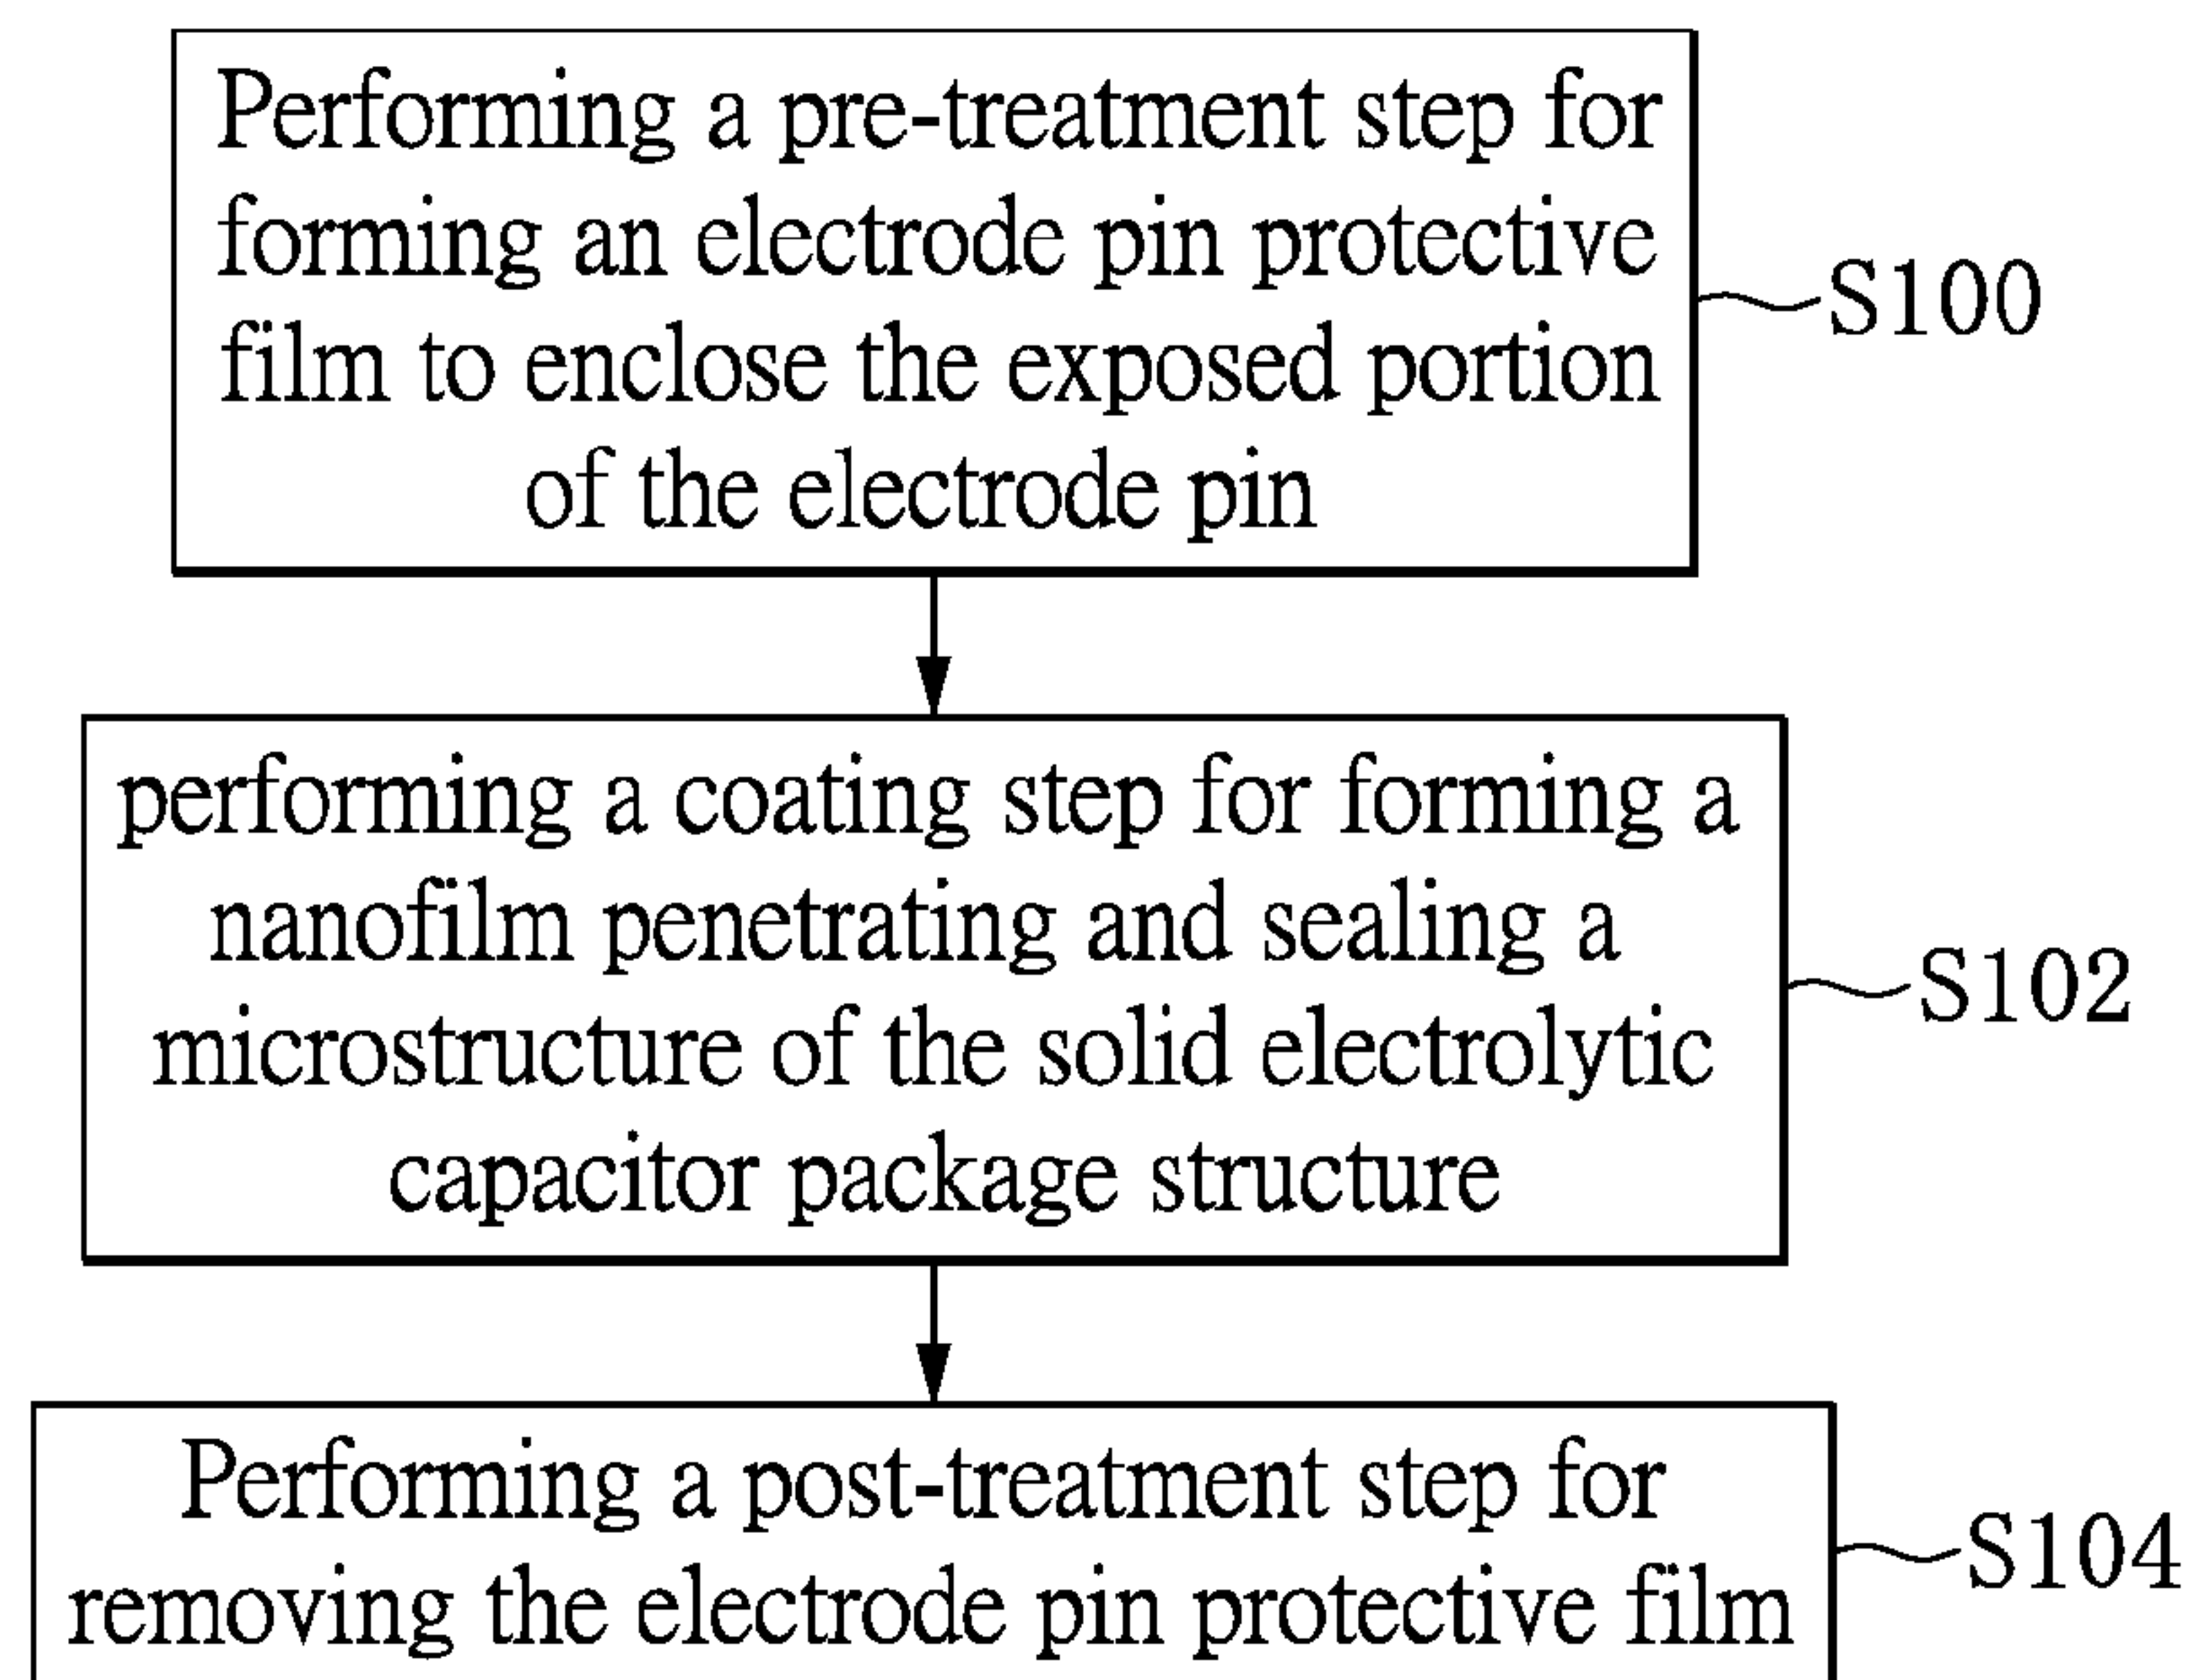 Performing a pre-treatment step for
forming an electrode pin protective
film to enclose the exposed portion
of the electrode pin
S100
performing a coating step for forming a
nanofilm penetrating and sealing a
microstructure of the solid electrolytic
capacitor package structure
S102
Performing a post-treatment step for
removing the electrode pin protective film
S104